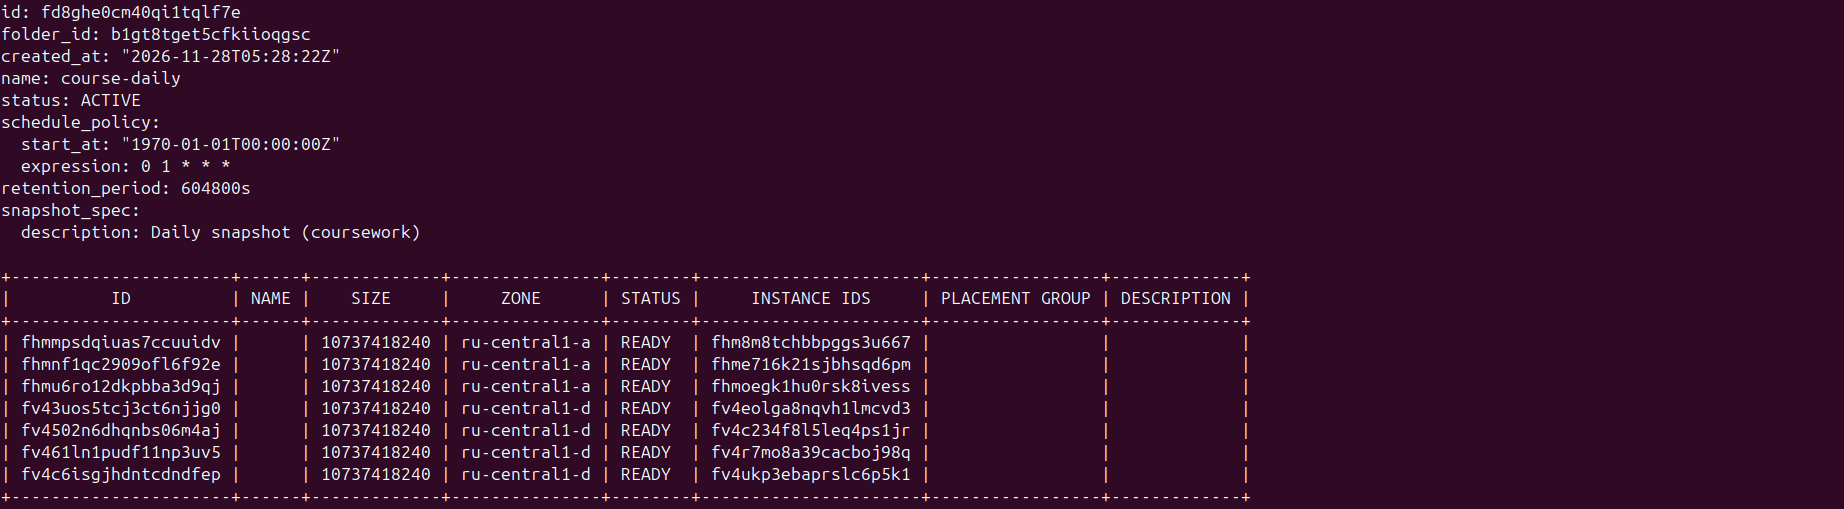 id: fd8ghe0cm40qi1tqlf7e
folder_id: b1gt8tget5cfkiioqgsc
created_at: "2026-11-28T05:28:22Z"
name: course-daily
status: ACTIVE
schedule_policy:
  start_at: "1970-01-01T00:00:00Z"
  expression: 0 1 * * *
retention_period: 604800s
snapshot_spec:
  description: Daily snapshot (coursework)

+----------------------+------+-------------+---------------+--------+----------------------+-----------------+-------------+
|          ID          | NAME |    SIZE     |     ZONE      | STATUS |     INSTANCE IDS     | PLACEMENT GROUP | DESCRIPTION |
+----------------------+------+-------------+---------------+--------+----------------------+-----------------+-------------+
| fhmmpsdqiuas7ccuuidv |      | 10737418240 | ru-central1-a | READY  | fhm8m8tchbbpggs3u667 |                 |             |
| fhmnf1qc2909ofl6f92e |      | 10737418240 | ru-central1-a | READY  | fhme716k21sjbhsqd6pm |                 |             |
| fhmu6ro12dkpbba3d9qj |      | 10737418240 | ru-central1-a | READY  | fhmoegk1hu0rsk8ivess |                 |             |
| fv43uos5tcj3ct6njjg0 |      | 10737418240 | ru-central1-d | READY  | fv4eolga8nqvh1lmcvd3 |                 |             |
| fv4502n6dhqnbs06m4aj |      | 10737418240 | ru-central1-d | READY  | fv4c234f8l5leq4ps1jr |                 |             |
| fv461ln1pudf11np3uv5 |      | 10737418240 | ru-central1-d | READY  | fv4r7mo8a39cacboj98q |                 |             |
| fv4c6isgjhdntcdndfep |      | 10737418240 | ru-central1-d | READY  | fv4ukp3ebaprslc6p5k1 |                 |             |
+----------------------+------+-------------+---------------+--------+----------------------+-----------------+-------------+